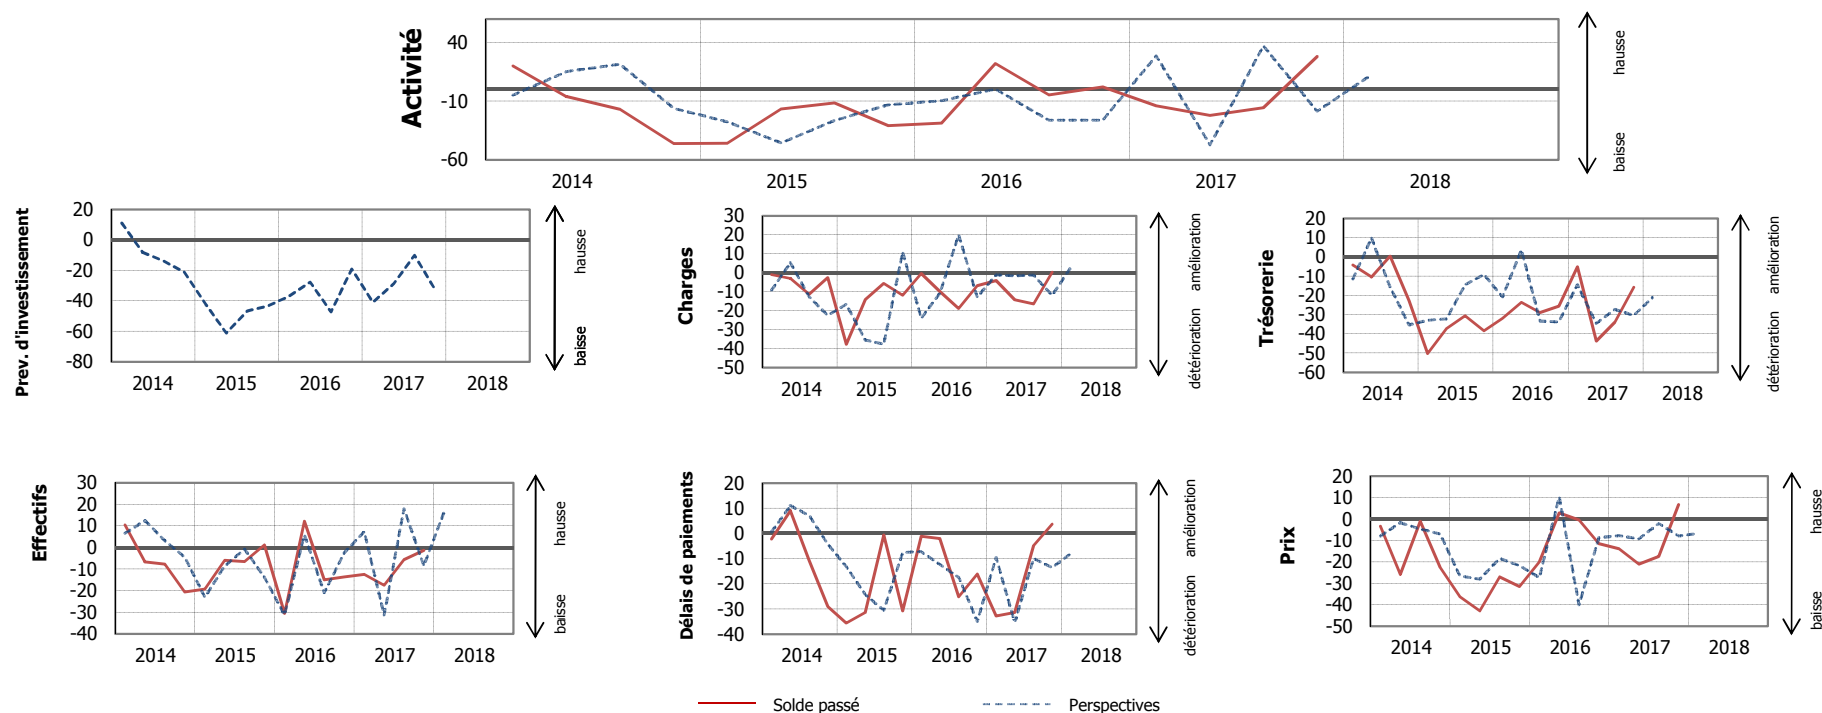 Activité
40
-10
-60
2014 2015 2016 2017 2018
hausse
baisse
Prev. d'investissement
20
0
-20
-40
-60
-80
2014 2015 2016 2017 2018
hausse
baisse
Charges
30
20
10
0
-10
-20
-30
-40
-50
2014 2015 2016 2017 2018
amélioration
détérioration
Trésorerie
20
10
0
-10
-20
-30
-40
-50
-60
2014 2015 2016 2017 2018
amélioration
détérioration
Effectifs
30
20
10
0
-10
-20
-30
-40
2014 2015 2016 2017 2018
hausse
baisse
Délais de paiements
20
10
0
-10
-20
-30
-40
2014 2015 2016 2017 2018
amélioration
détérioration
Prix
20
10
0
-10
-20
-30
-40
-50
2014 2015 2016 2017 2018
hausse
baisse
Solde passé
Perspectives